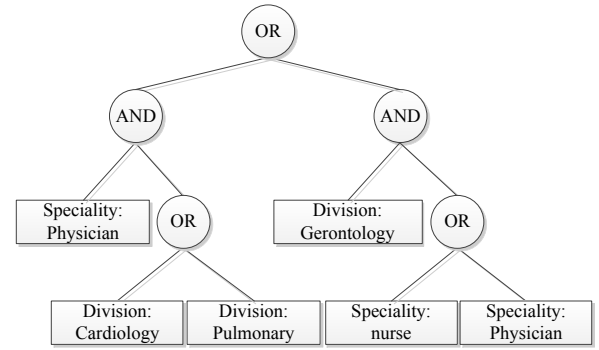 OR
AND
AND
Speciality:
Physician
OR
Division:
Gerontology
OR
Division:
Cardiology
Division:
Pulmonary
Speciality:
nurse
Speciality:
Physician